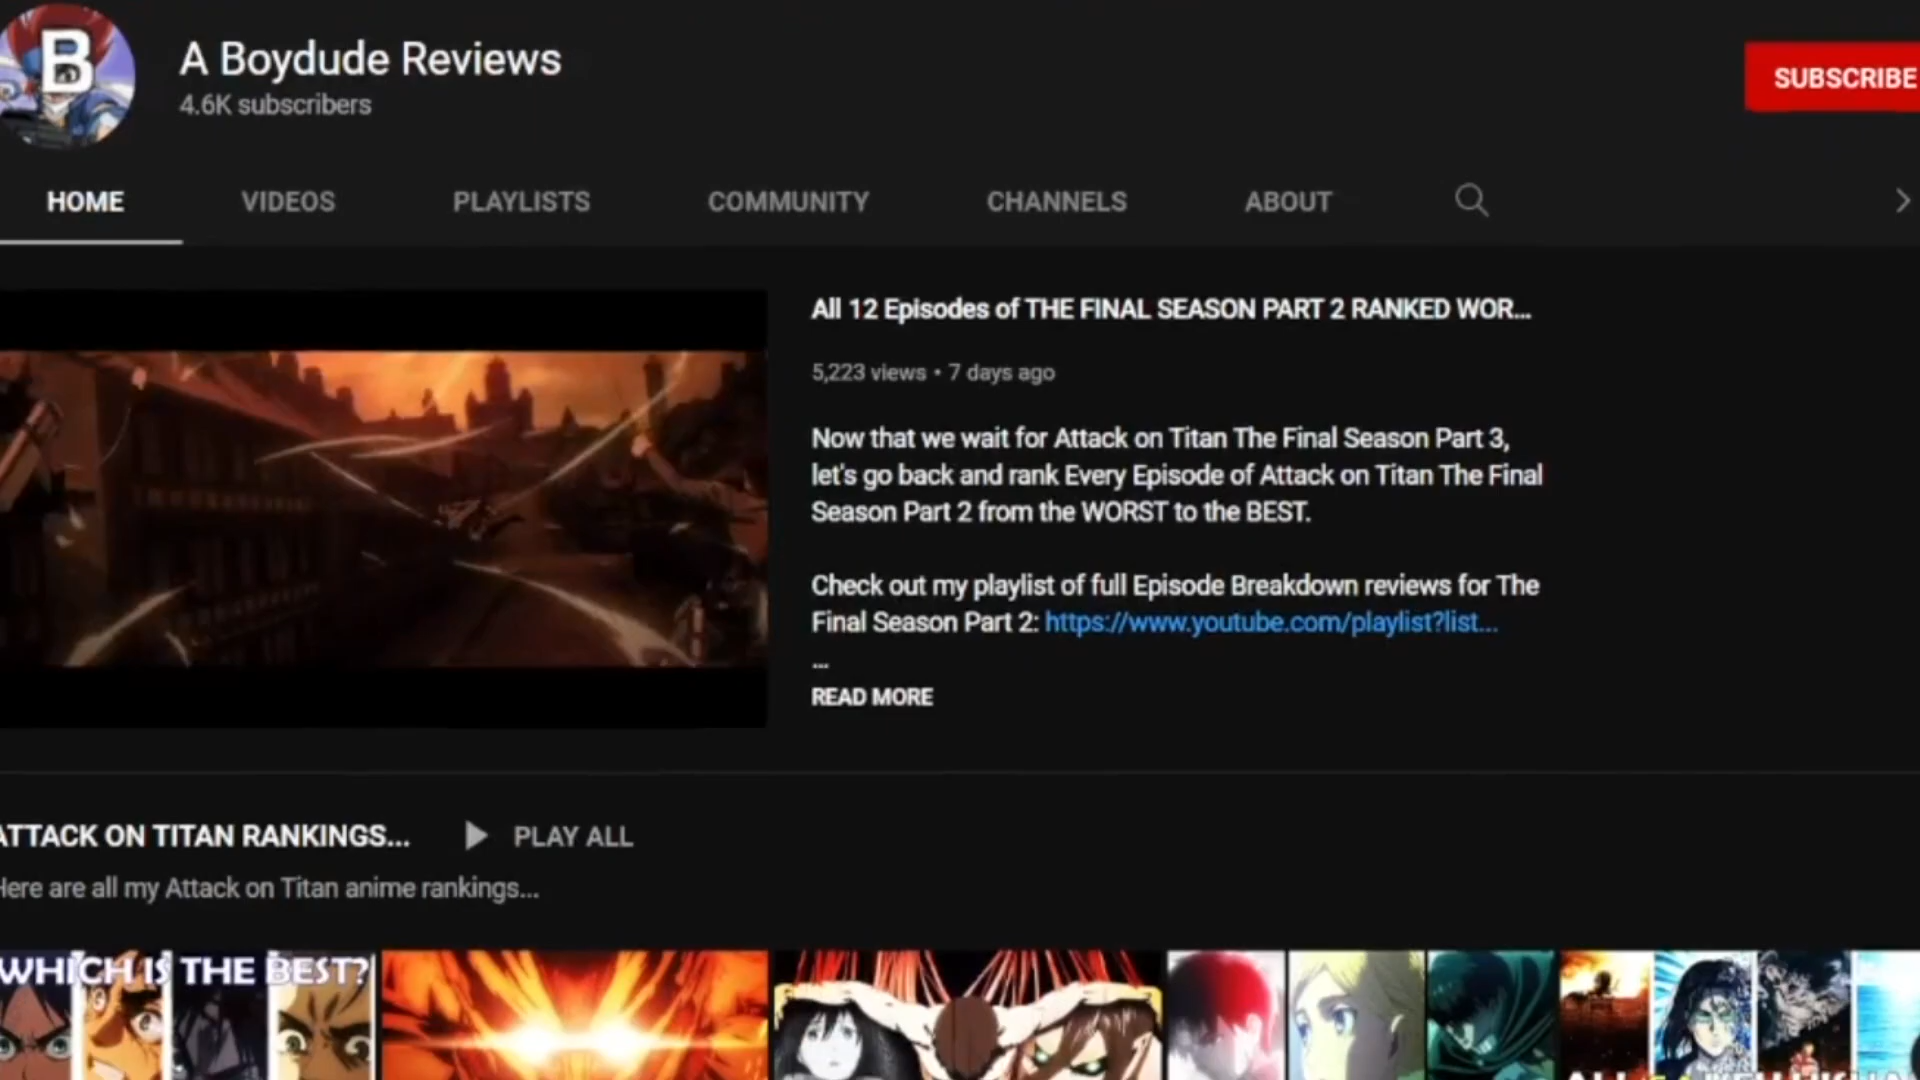 B
A Boydude Reviews
4.6K subscribers
SUBSCRIBE
HOME VIDEOS PLAYLISTS COMMUNITY CHANNELS ABOUT
All 12 Episodes of THE FINAL SEASON PART 2 RANKED WOR...
5,223 views • 7 days ago
Now that we wait for Attack on Titan The Final Season Part 3,
let's go back and rank Every Episode of Attack on Titan The Final
Season Part 2 from the WORST to the BEST.
Check out my playlist of full Episode Breakdown reviews for The
Final Season Part 2: https://www.youtube.com/playlist?list...
...
READ MORE
ATTACK ON TITAN RANKINGS... PLAY ALL
Here are all my Attack on Titan anime rankings...
WHICH IS THE BEST?